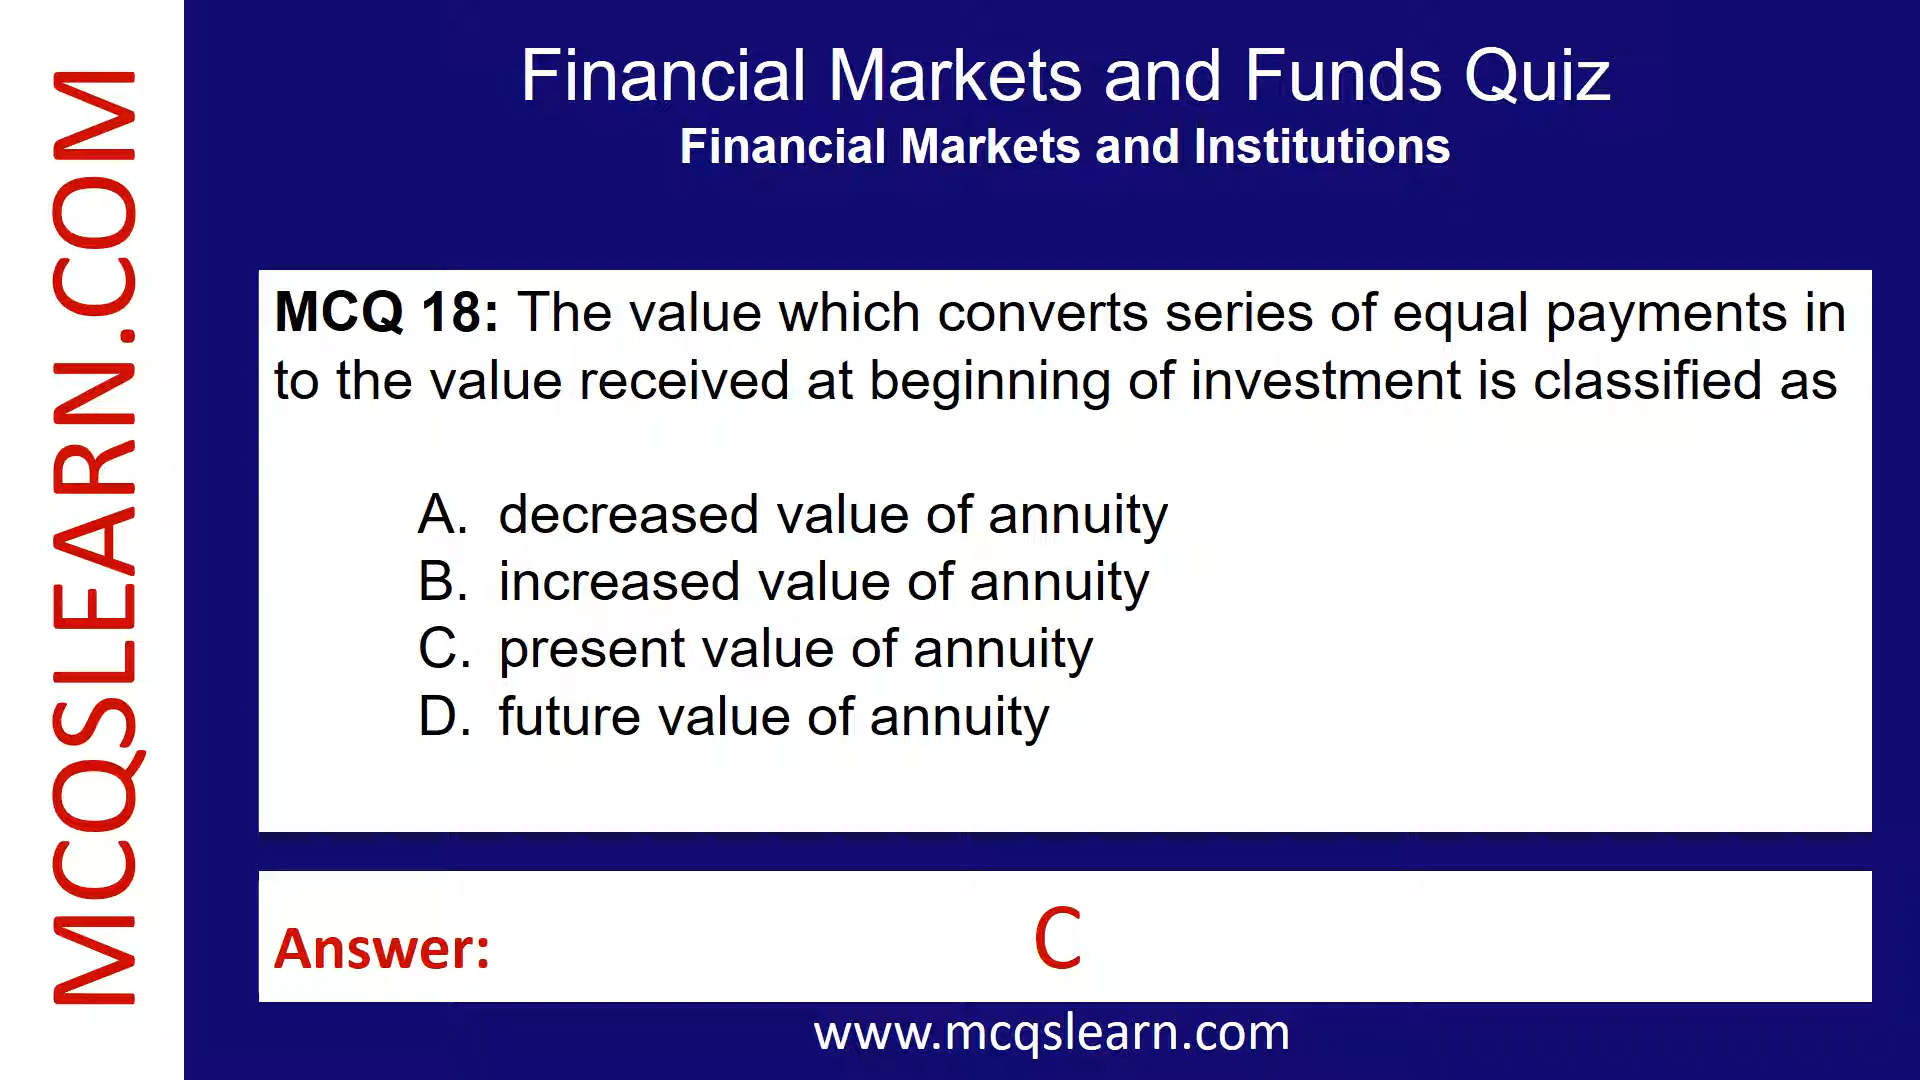 MCQSLEARN.COM
Financial Markets and Funds Quiz
Financial Markets and Institutions
MCQ 18: The value which converts series of equal payments in
to the value received at beginning of investment is classified as
A. decreased value of annuity
B. increased value of annuity
C. present value of annuity
D. future value of annuity
Answer: C
www.mcqslearn.com